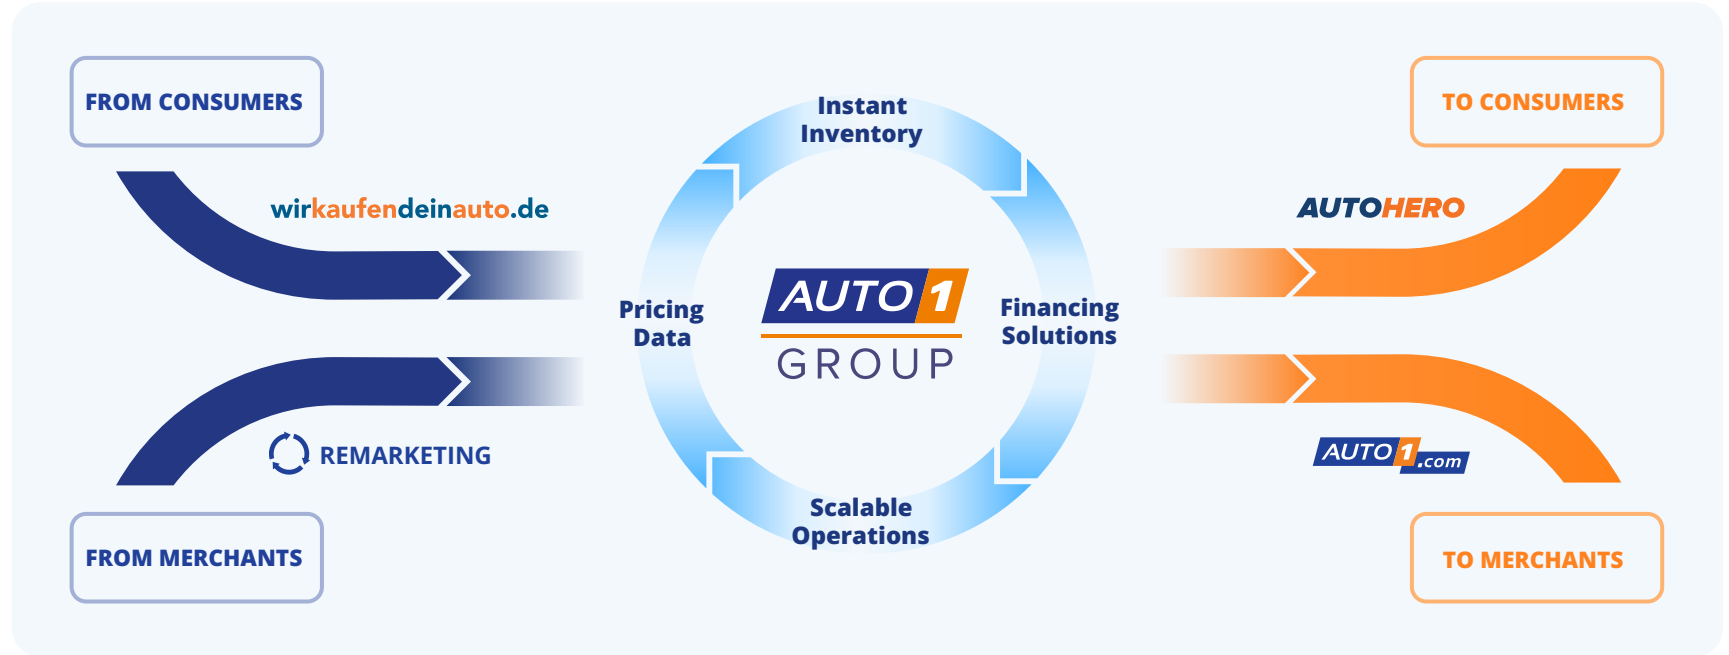 FROM CONSUMERS
wirkaufendeinauto.de
REMARKETING
FROM MERCHANTS
Instant
Inventory
Pricing
Data
AUTO1
GROUP
Financing
Solutions
Scalable
Operations
TO CONSUMERS
AUTOHERO
AUTO1.com
TO MERCHANTS